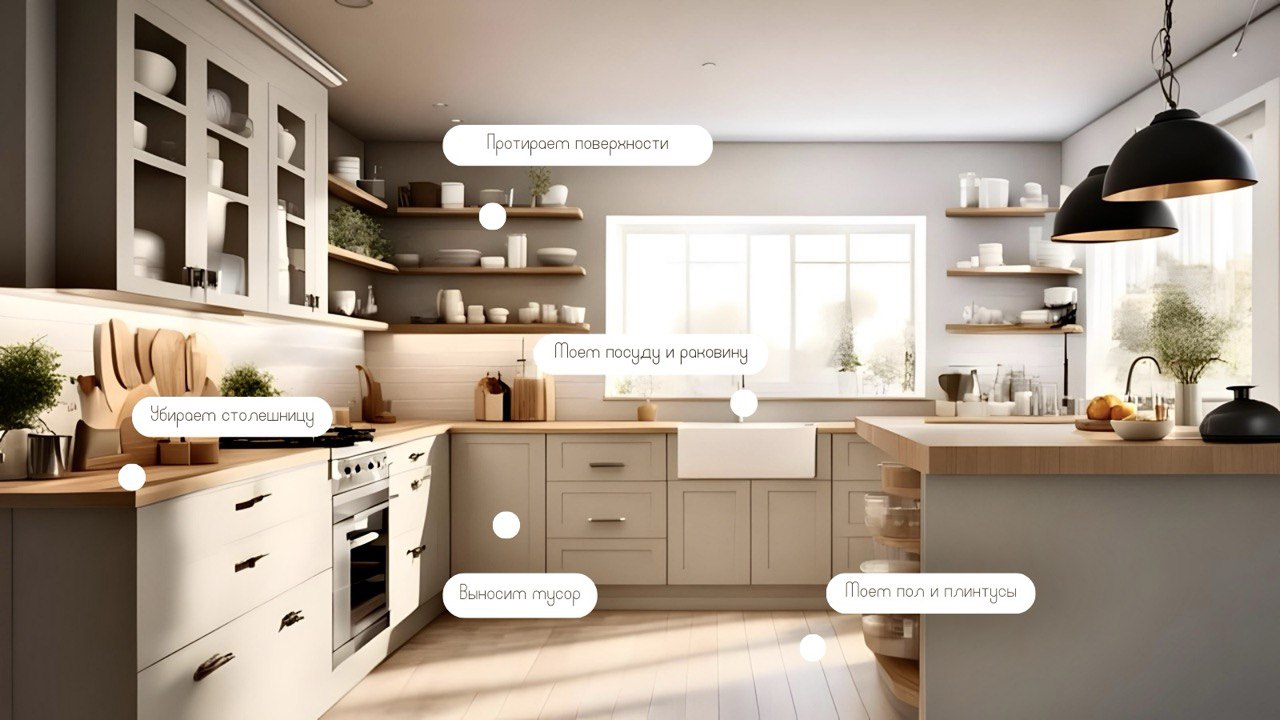 Протирает поверхности
Моет посуду и раковину
Убирает столешницу
Выносит мусор
Моет пол и плинтусы